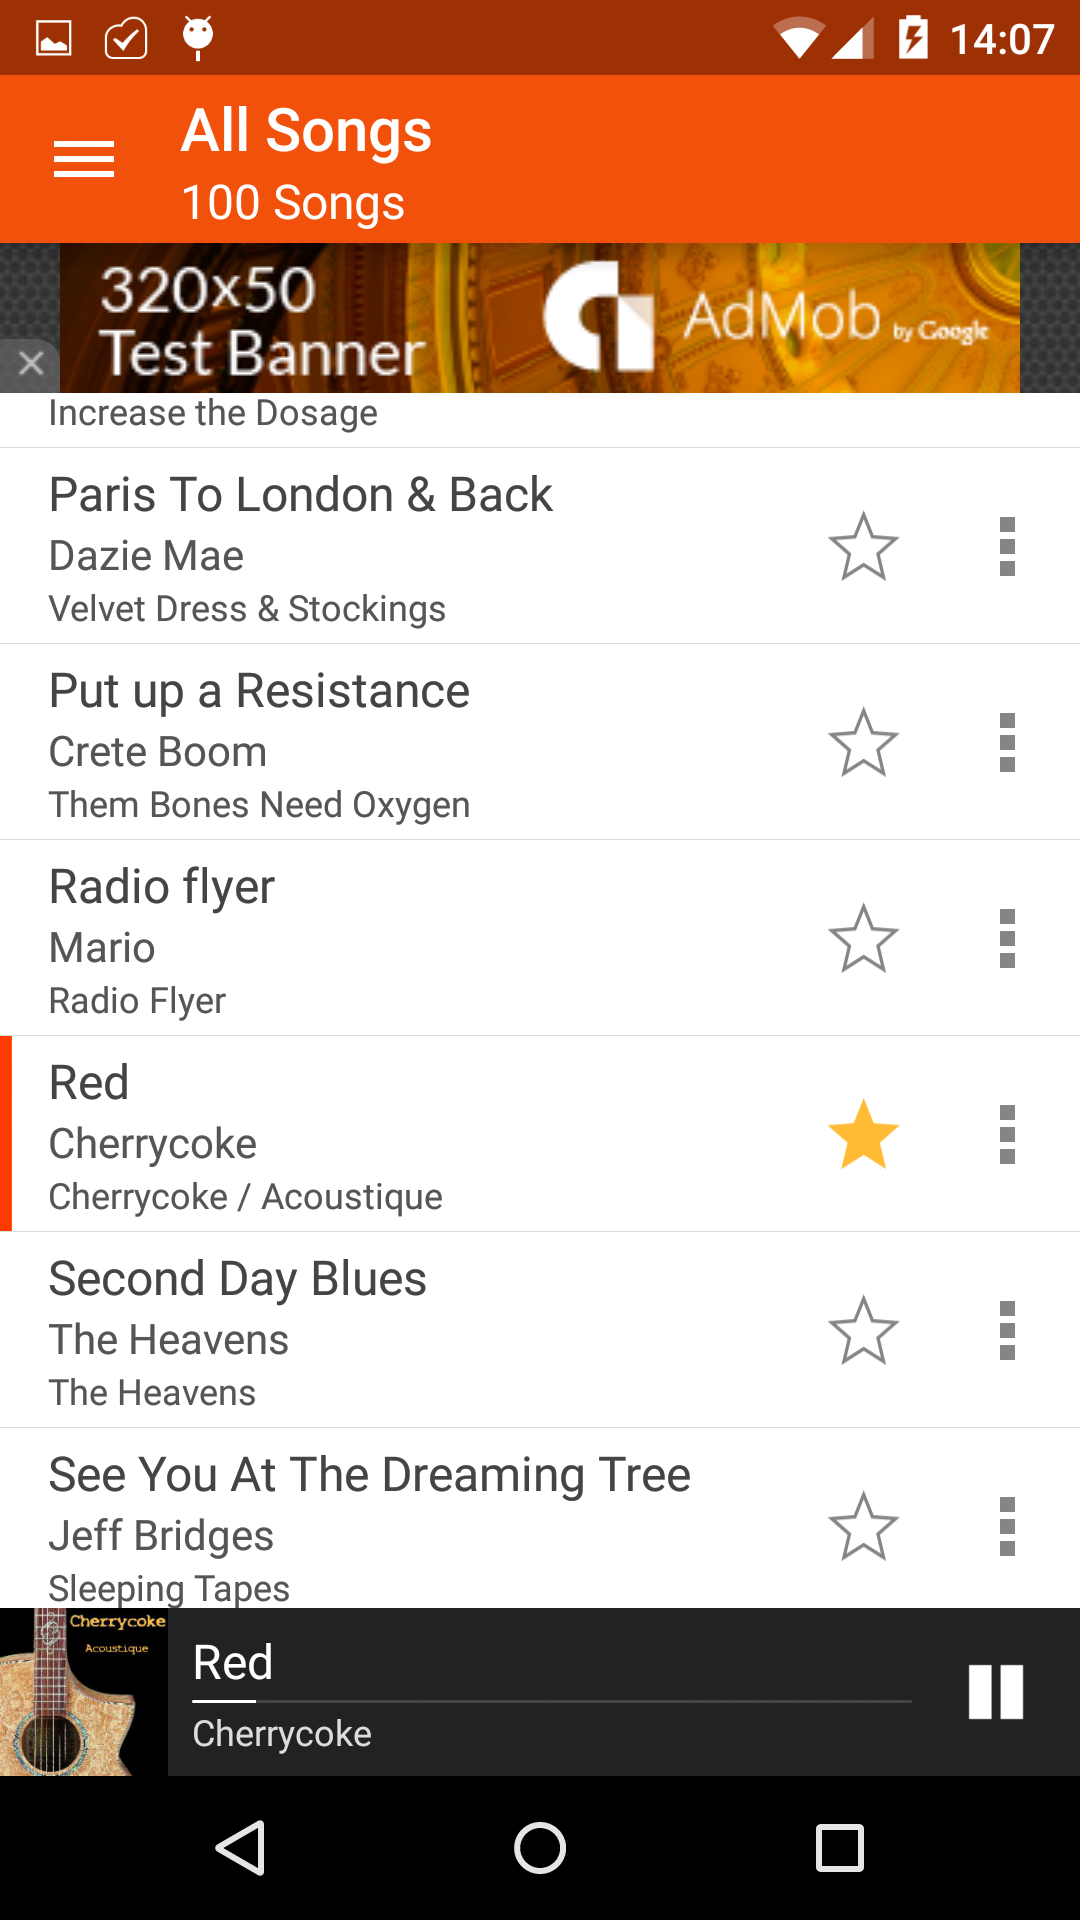 14:07
All Songs
100 Songs
320x50
Test Banner
AdMob by Google
Increase the Dosage
Paris To London & Back
Dazie Mae
Velvet Dress & Stockings
Put up a Resistance
Crete Boom
Them Bones Need Oxygen
Radio flyer
Mario
Radio Flyer
Red
Cherrycoke
Cherrycoke / Acoustique
Second Day Blues
The Heavens
The Heavens
See You At The Dreaming Tree
Jeff Bridges
Sleeping Tapes
Cherrycoke
Acoustique
Red
Cherrycoke